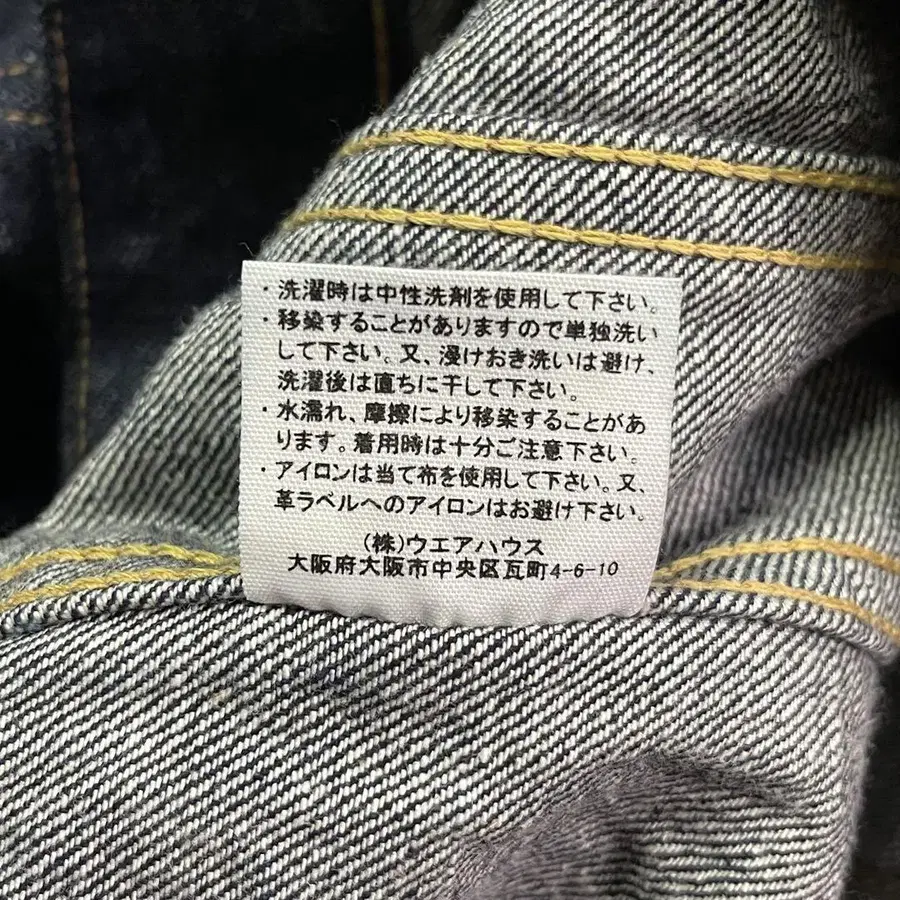 ・洗濯時は中性洗剤を使用して下さい。
・移染することがありますので単独洗い
して下さい。又、浸けおき洗いは避け、
洗濯後は直ちに干して下さい。
・水濡れ、摩擦により移染することがあ
ります。着用時は十分ご注意下さい。
・アイロンは当て布を使用して下さい。又、
革ラベルへのアイロンはお避け下さい。
(株)ウエアハウス
大阪府大阪市中央区瓦町4-6-10